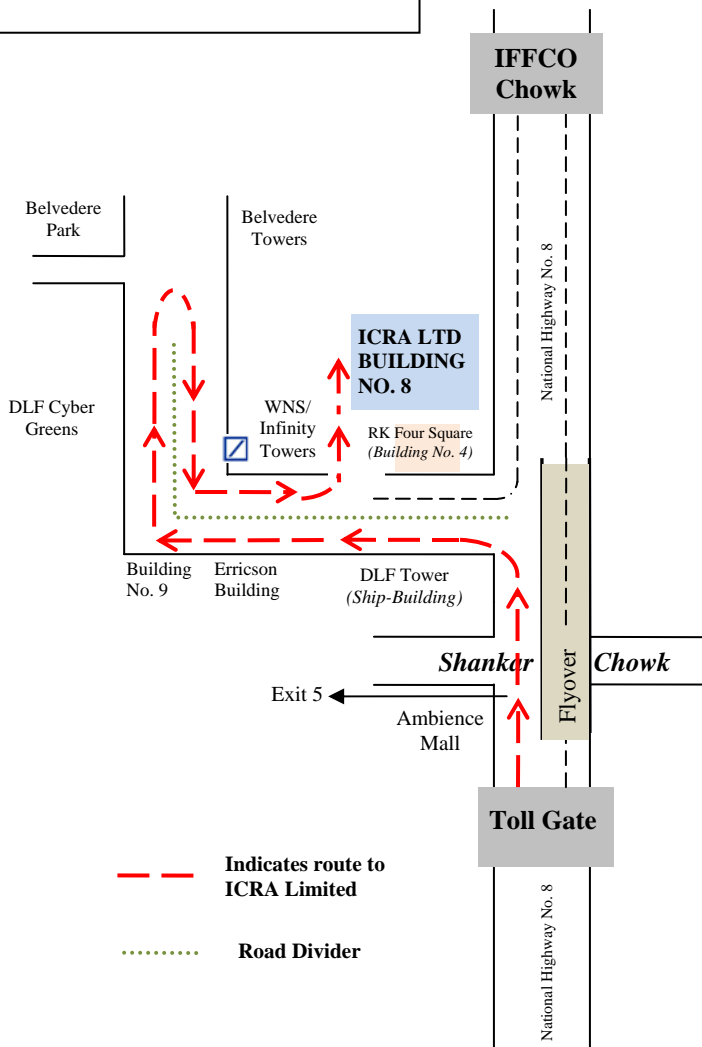 IFFCO
Chowk
National Highway No. 8
Belvedere
Park
Belvedere
Towers
ICRA LTD
BUILDING
NO. 8
DLF Cyber
Greens
WNS/
Infinity
Towers
RK Four Square
(Building No. 4)
Building
No. 9
Erricson
Building
DLF Tower
(Ship-Building)
Shankar Chowk
Flyover
Exit 5
Ambience
Mall
Toll Gate
Indicates route to
ICRA Limited
Road Divider
National Highway No. 8